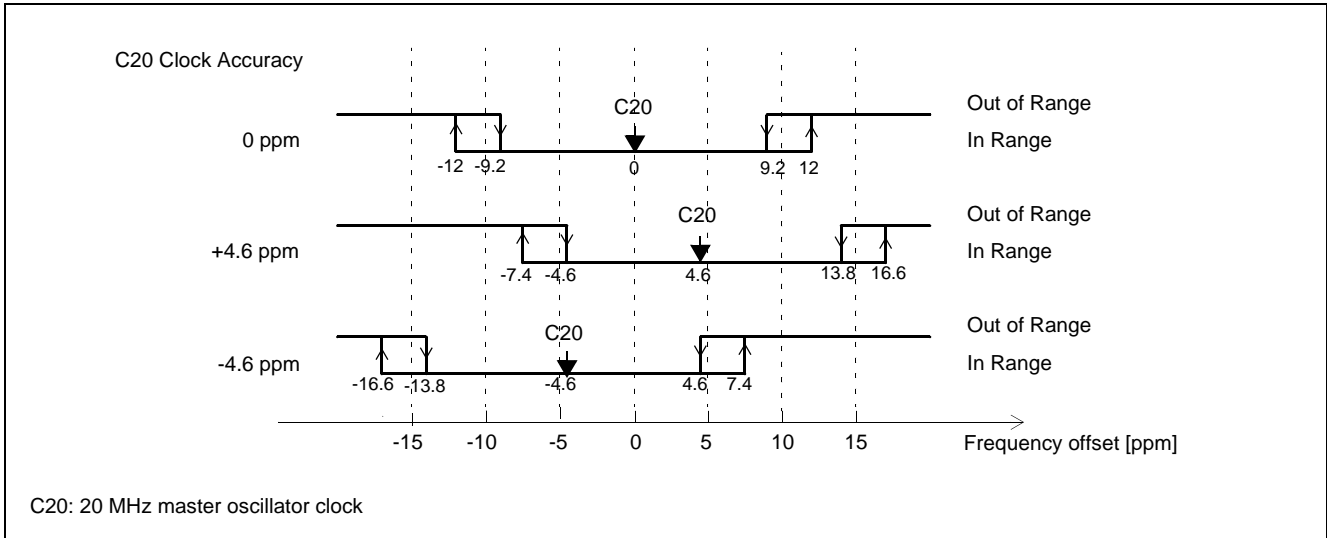 C20 Clock Accuracy
C20
Out of Range
0 ppm
In Range
-12 -9.2 0 9.2 12
C20
Out of Range
+4.6 ppm
In Range
-7.4 -4.6 4.6 13.8 16.6
C20
Out of Range
-4.6 ppm
In Range
-16.6 -13.8 -4.6 4.6 7.4
-15 -10 -5 0 5 10 15 Frequency offset [ppm]
C20: 20 MHz master oscillator clock